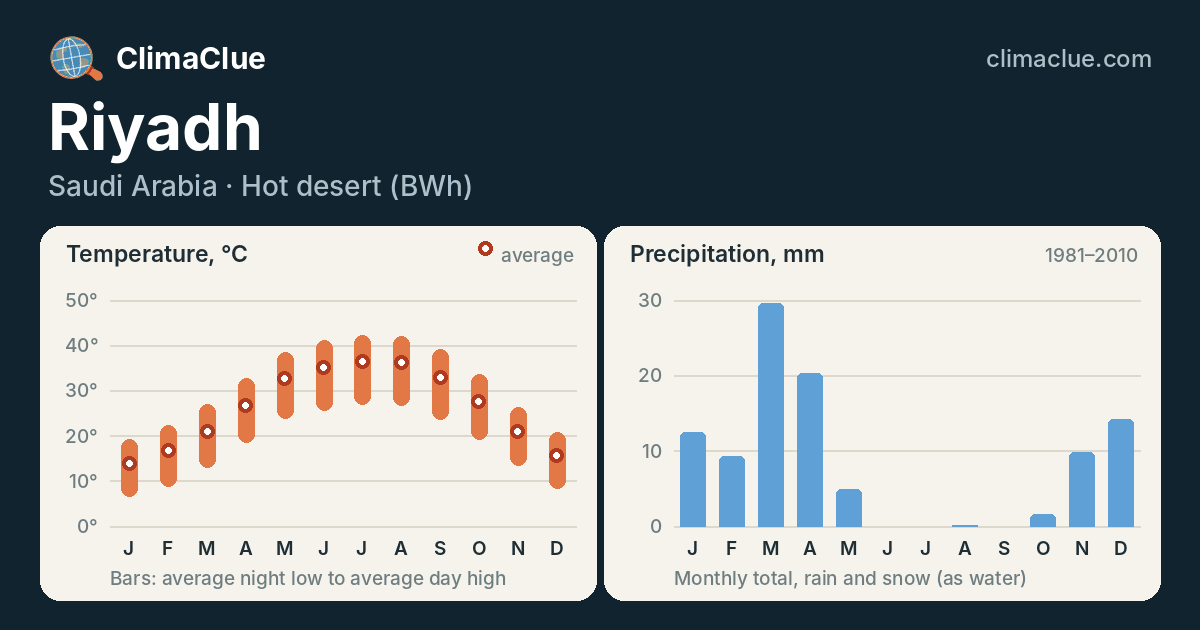 ClimaClue
climaclue.com
Riyadh
Saudi Arabia · Hot desert (BWh)
Temperature, °C
average
50°
40°
30°
20°
10°
0°
J F M A M J J A S O N D
Bars: average night low to average day high
Precipitation, mm
1981–2010
30
20
10
0
J F M A M J J A S O N D
Monthly total, rain and snow (as water)